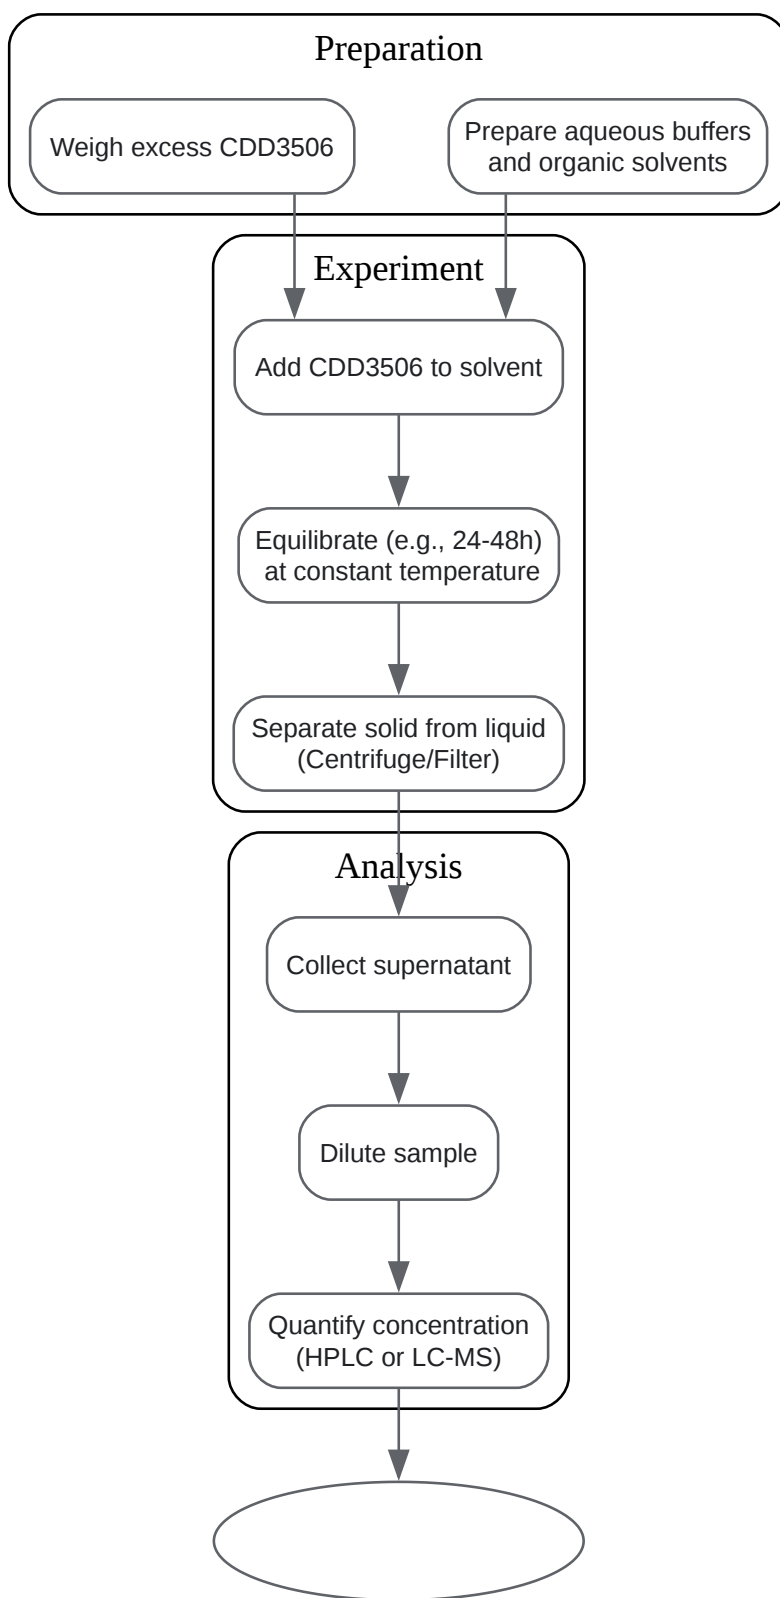 Preparation
Weigh excess CDD3506
Prepare aqueous buffers
and organic solvents
Experiment
Add CDD3506 to solvent
Equilibrate (e.g., 24-48h)
at constant temperature
Separate solid from liquid
(Centrifuge/Filter)
Analysis
Collect supernatant
Dilute sample
Quantify concentration
(HPLC or LC-MS)